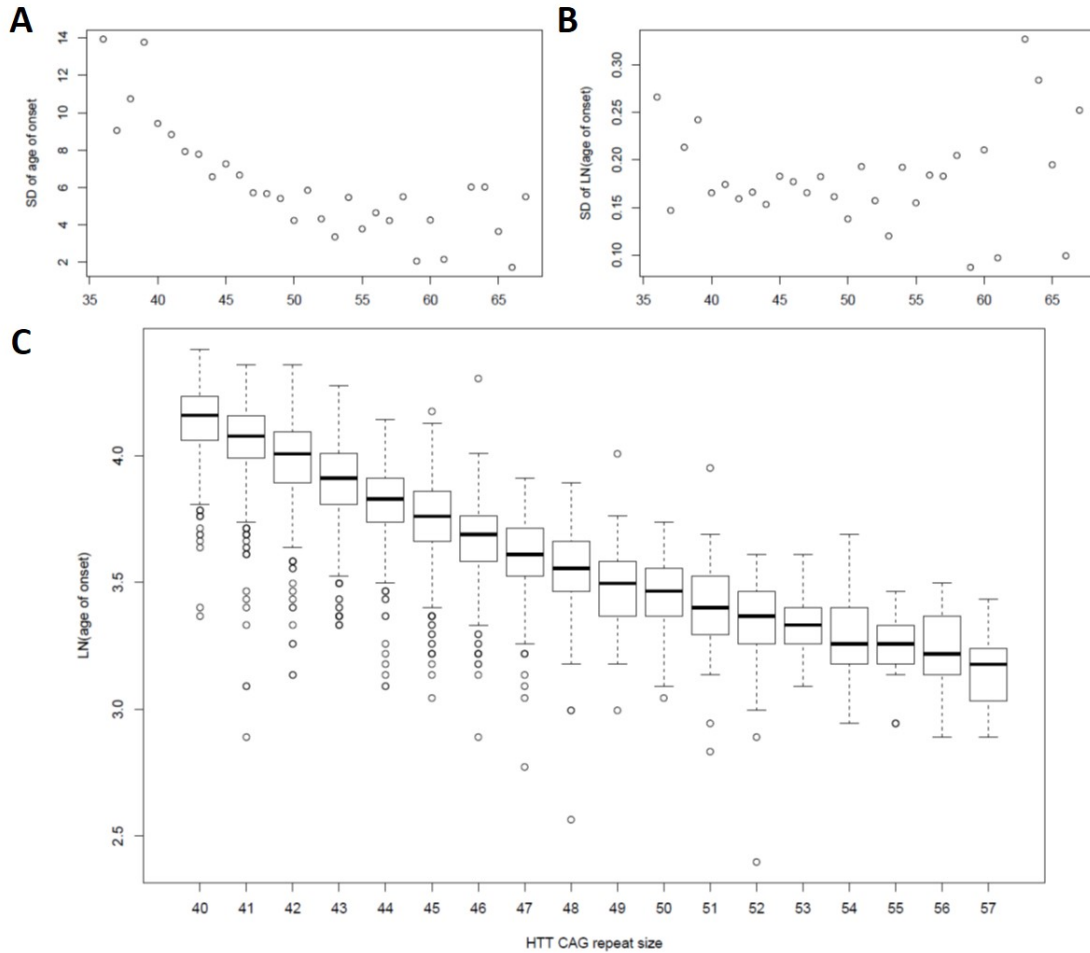 A
B
SD of age of onset
14
12
10
8
6
4
2
35 40 45 50 55 60 65
SD of LN(age of onset)
0.30
0.25
0.20
0.15
0.10
35 40 45 50 55 60 65
C
LN(age of onset)
4.0
3.5
3.0
2.5
40 41 42 43 44 45 46 47 48 49 50 51 52 53 54 55 56 57
HTT CAG repeat size